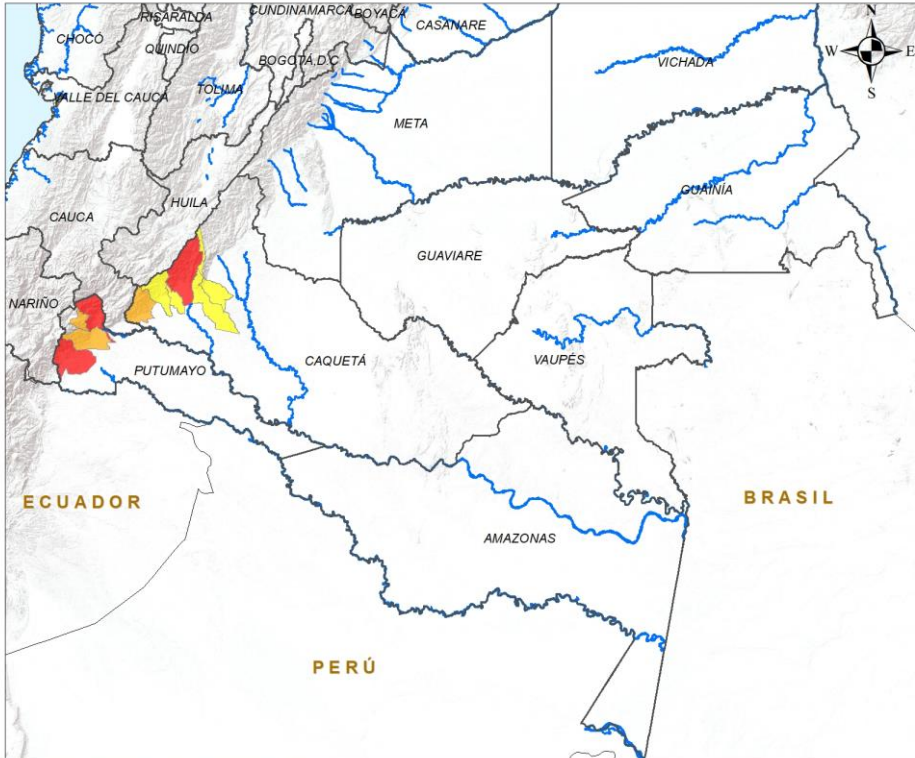 CUNDINAMARCA
BOYACÁ
RISARALDA
CASANARE
N
CHOCÓ
QUINDÍO
BOGOTÁ D.C
W
E
VICHADA
S
TOLIMA
VALLE DEL CAUCA
META
GUAINÍA
HUILA
CAUCA
GUAVIARE
NARIÑO
CAQUETÁ
VAUPÉS
PUTUMAYO
ECUADOR
BRASIL
AMAZONAS
PERÚ